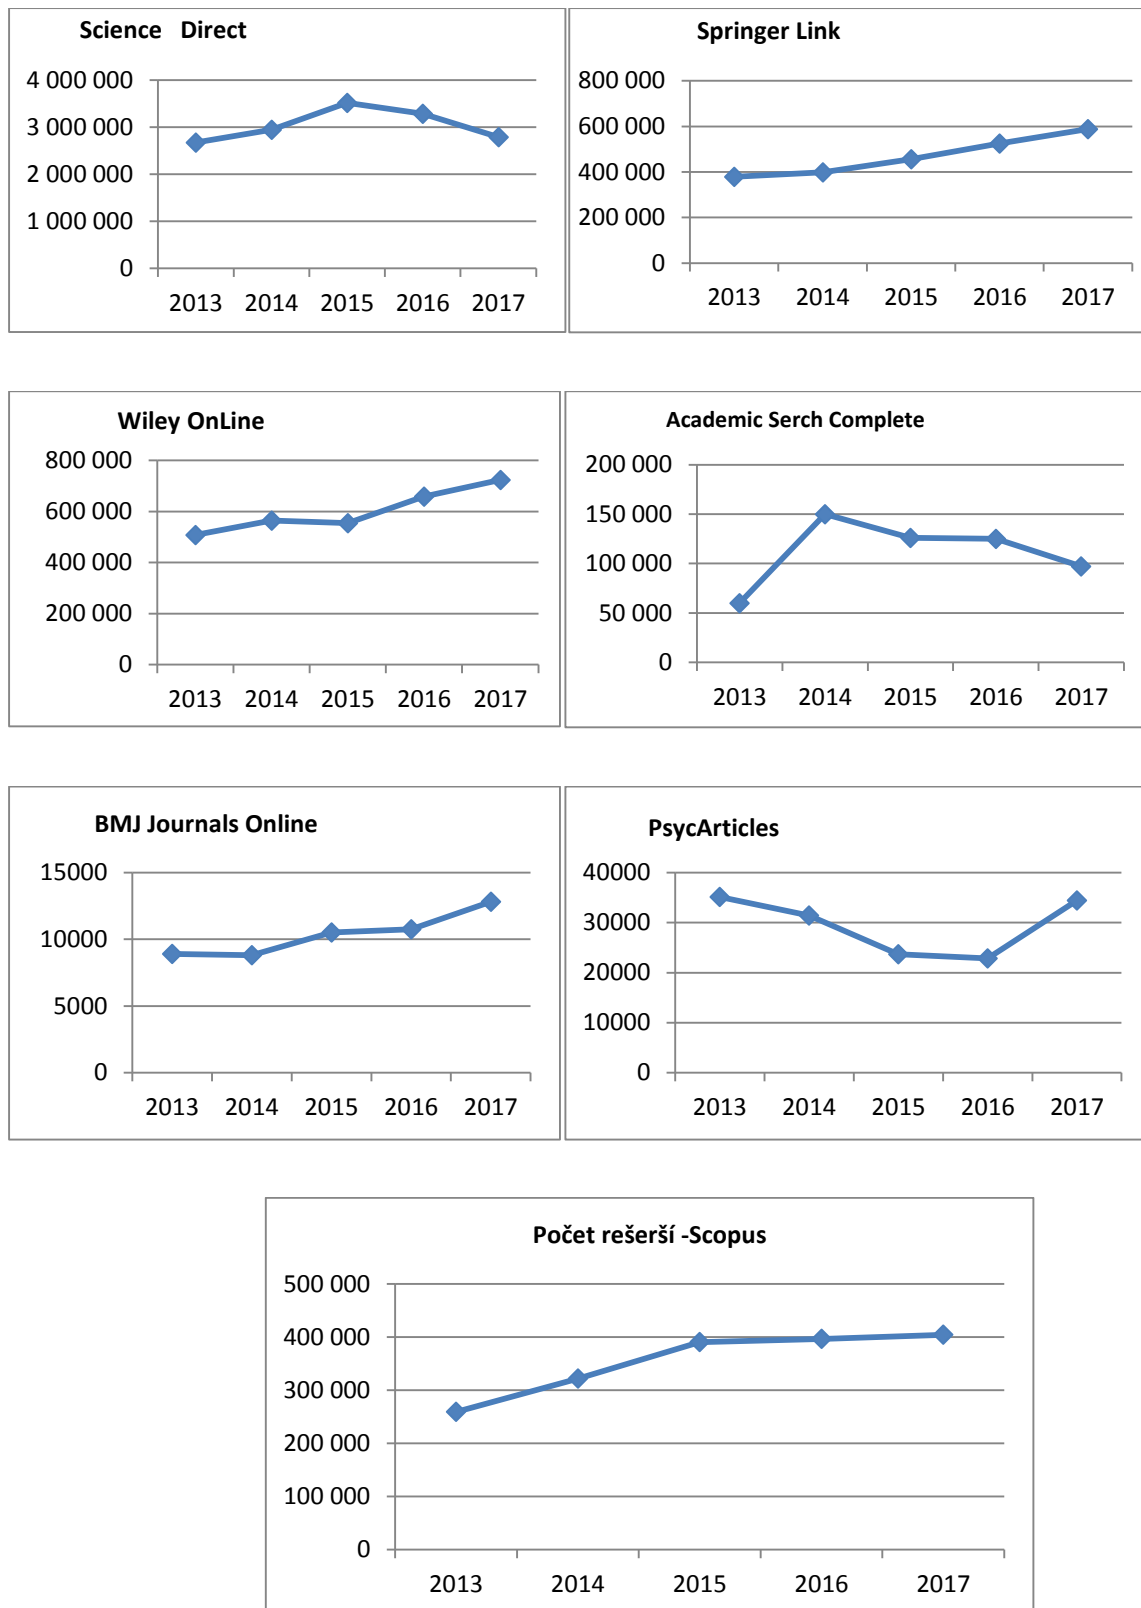 Science   Direct
4 000 000
3 000 000
2 000 000
1 000 000
0
2013 2014 2015 2016 2017
Springer Link
800 000
600 000
400 000
200 000
0
2013 2014 2015 2016 2017
Wiley OnLine
800 000
600 000
400 000
200 000
0
2013 2014 2015 2016 2017
Academic Serch Complete
200 000
150 000
100 000
50 000
0
2013 2014 2015 2016 2017
BMJ Journals Online
15000
10000
5000
0
2013 2014 2015 2016 2017
PsycArticles
40000
30000
20000
10000
0
2013 2014 2015 2016 2017
Počet rešerší -Scopus
500 000
400 000
300 000
200 000
100 000
0
2013 2014 2015 2016 2017